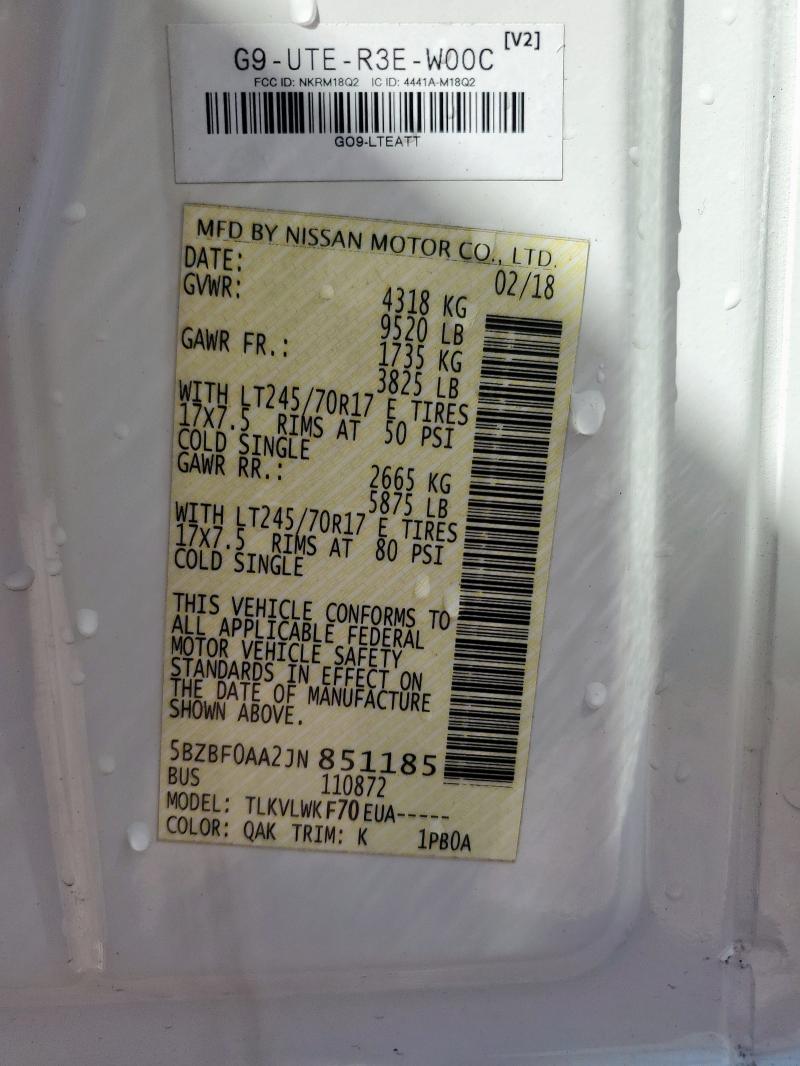 [V2]
G9-UTE-R3E-W00C
FCC ID: NKRM18Q2 IC ID: 4441A-M18Q2
GO9-LTEATT
MFD BY NISSAN MOTOR CO., LTD.
DATE: 02/18
GVWR: 4318 KG
9520 LB
GAWR FR.: 1735 KG
3825 LB
WITH LT245/70R17 E TIRES
17X7.5 RIMS AT 50 PSI
COLD SINGLE
GAWR RR.: 2665 KG
5875 LB
WITH LT245/70R17 E TIRES
17X7.5 RIMS AT 80 PSI
COLD SINGLE
THIS VEHICLE CONFORMS TO
ALL APPLICABLE FEDERAL
MOTOR VEHICLE SAFETY
STANDARDS IN EFFECT ON
THE DATE OF MANUFACTURE
SHOWN ABOVE.
5BZBF0AA2JN 851185
BUS 110872
MODEL: TLKVLWKF70EUA-----
COLOR: QAK TRIM: K 1PB0A